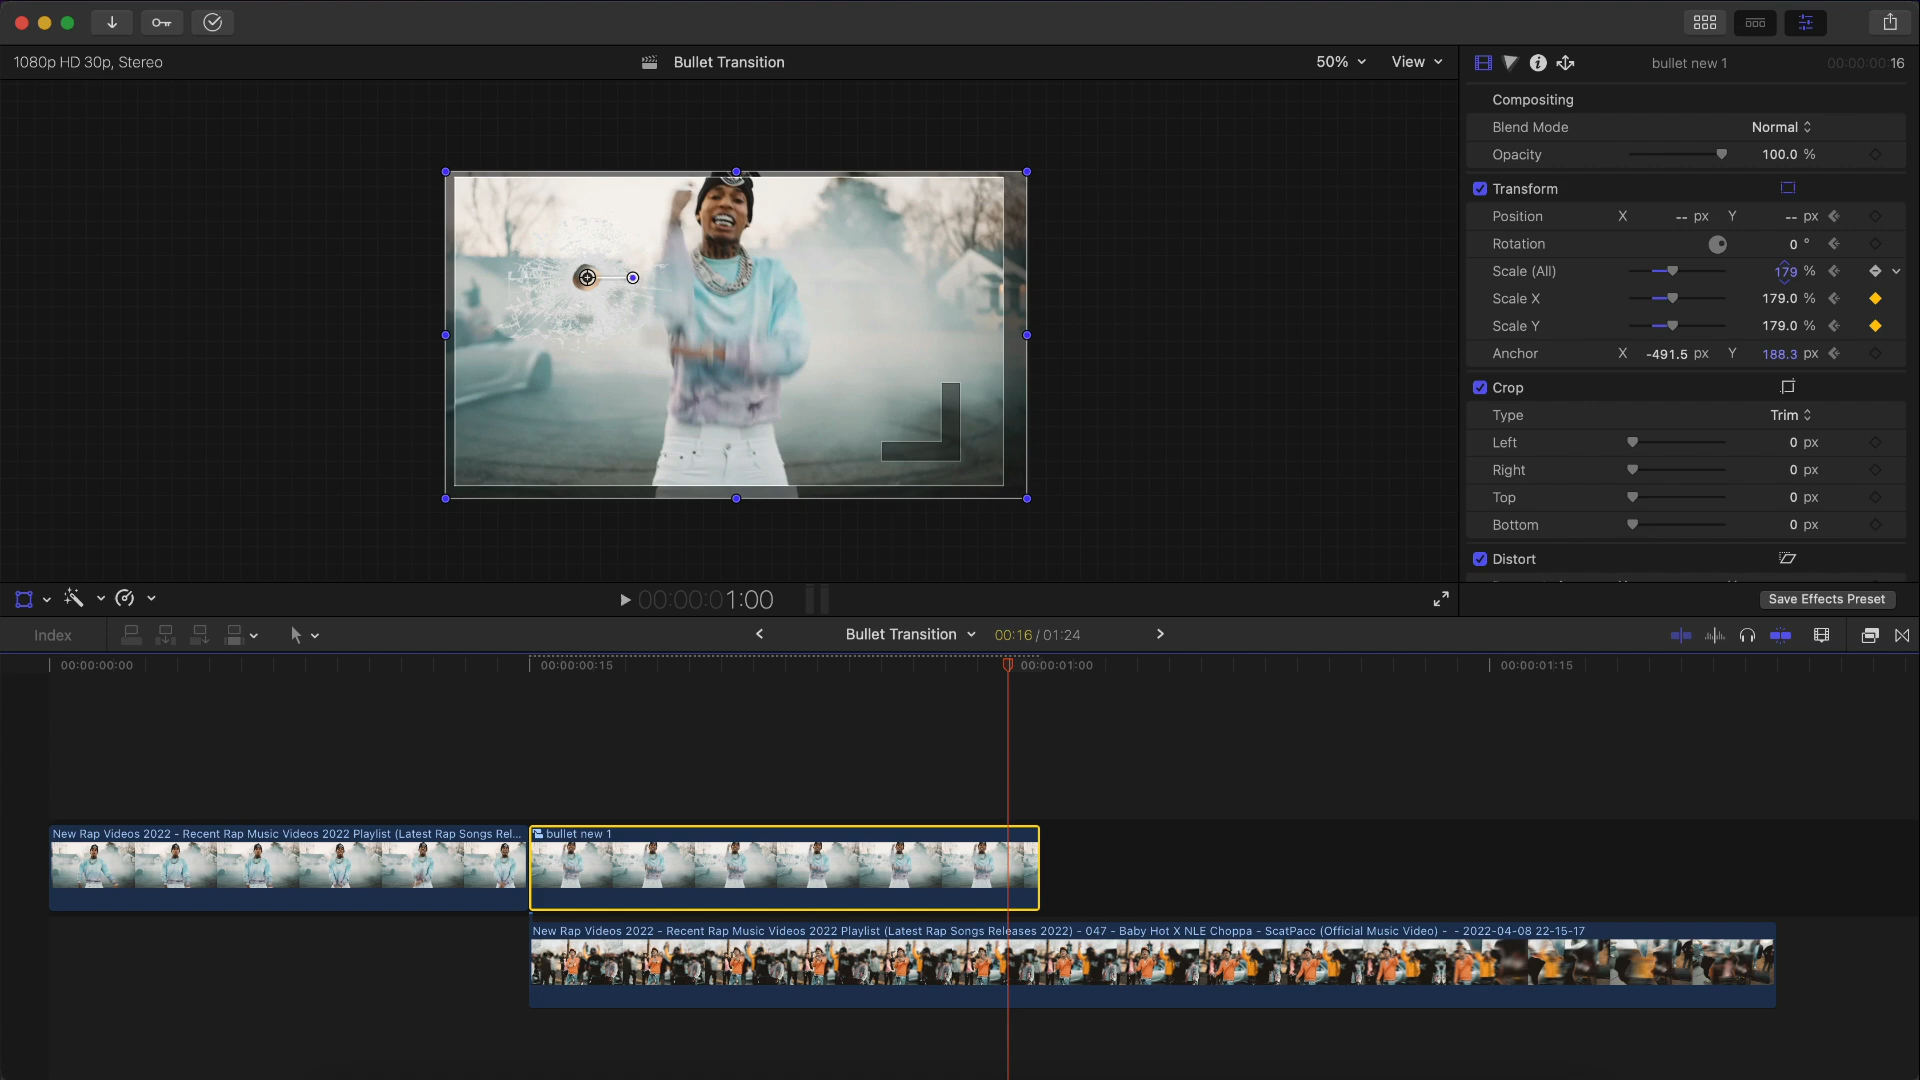 1080p HD 30p, Stereo
Bullet Transition
50%
View
bullet new 1
00:00:00:16
Compositing
Blend Mode
Normal
Opacity
100.0 %
Transform
Position X -- px Y -- px
Rotation 0 °
Scale (All) 179 %
Scale X 179.0 %
Scale Y 179.0 %
Anchor X -491.5 px Y 188.3 px
Crop
Type Trim
Left 0 px
Right 0 px
Top 0 px
Bottom 0 px
Distort
00:00:01:00
Save Effects Preset
Index
Bullet Transition
00:16 / 01:24
00:00:00:00
00:00:00:15
00:00:01:00
00:00:01:15
New Rap Videos 2022 - Recent Rap Music Videos 2022 Playlist (Latest Rap Songs Rel...
bullet new 1
New Rap Videos 2022 - Recent Rap Music Videos 2022 Playlist (Latest Rap Songs Releases 2022) - 047 - Baby Hot X NLE Choppa - ScatPacc (Official Music Video) - - 2022-04-08 22-15-17